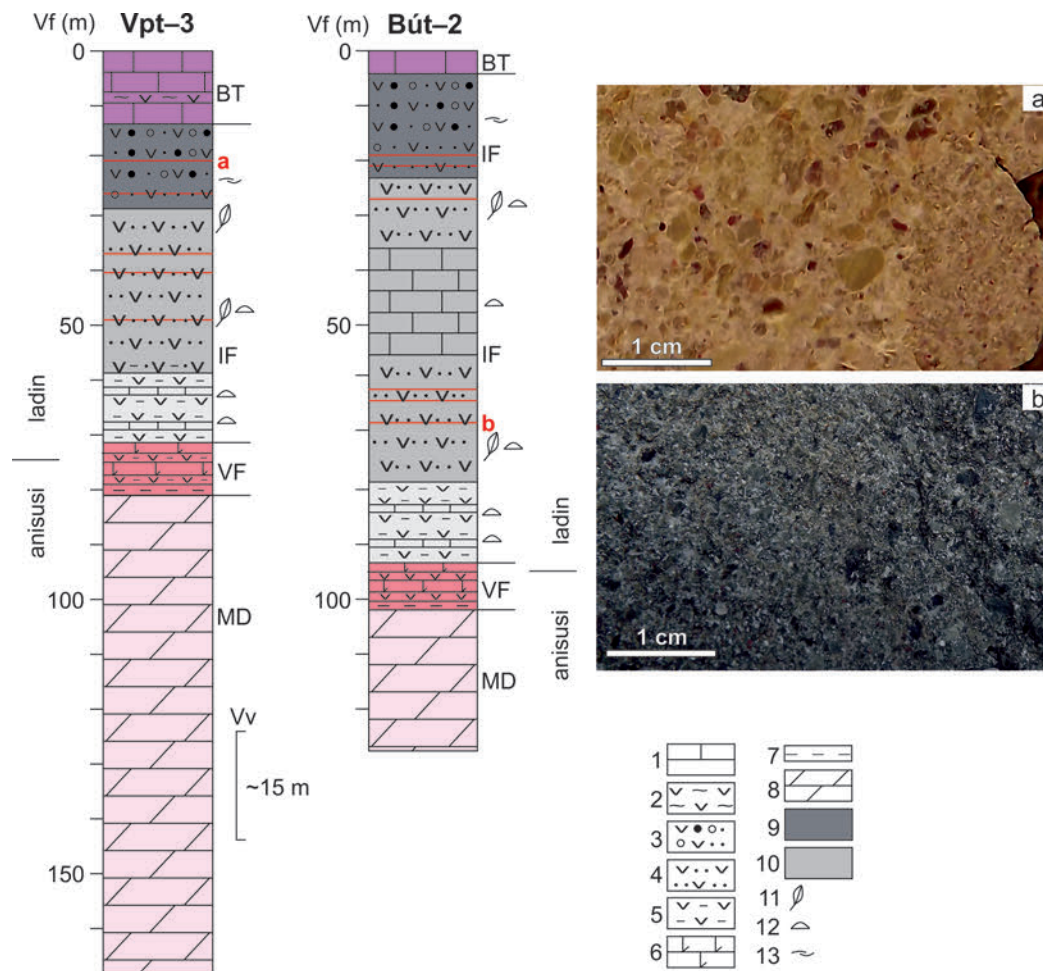 Vf (m) Vpt–3
0
BT
a
50
IF
VF
100
MD
Vv
~15 m
150
ladin
anisusi
Vf (m) Bút–2
0
BT
IF
50
IF
b
100
VF
MD
ladin
anisusi
a
1 cm
b
1 cm
1
2
3
4
5
6
7
8
9
10
11
12
13